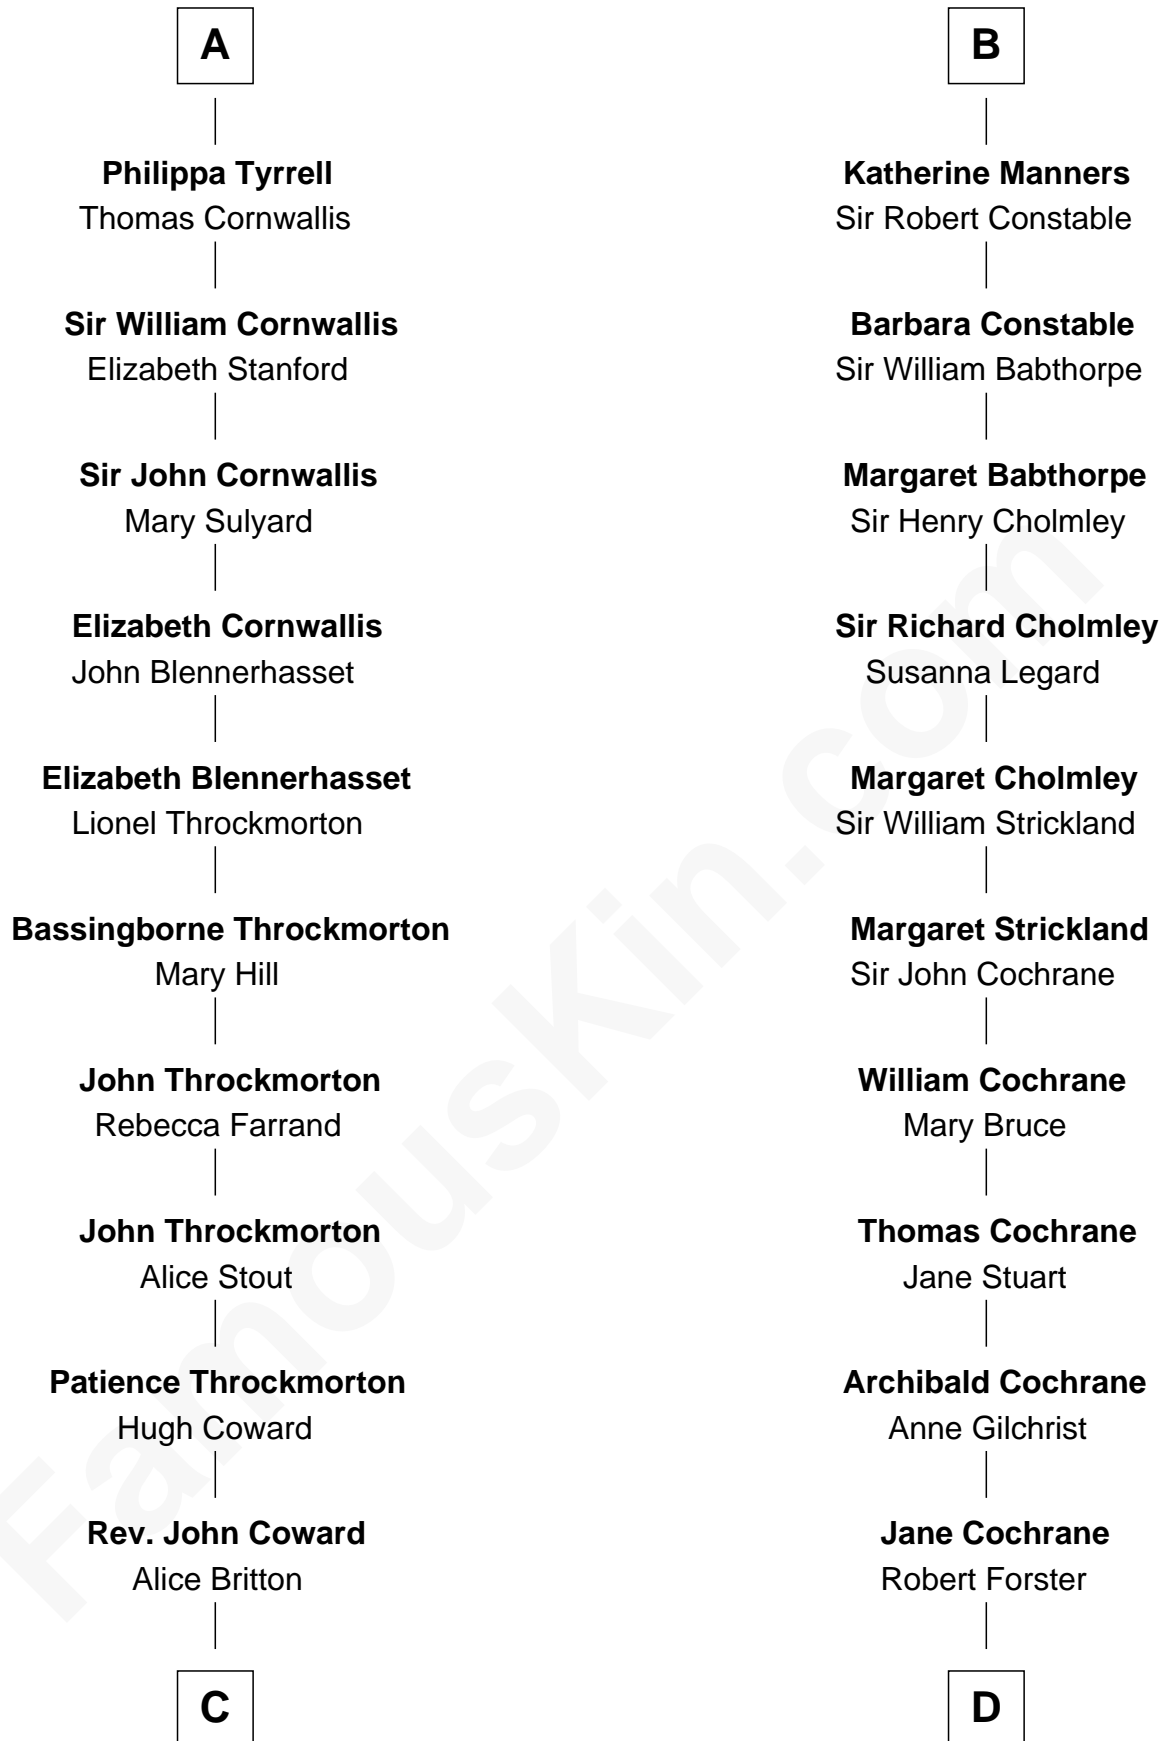 A
Philippa Tyrrell
Thomas Cornwallis
Sir William Cornwallis
Elizabeth Stanford
Sir John Cornwallis
Mary Sulyard
Elizabeth Cornwallis
John Blennerhasset
Elizabeth Blennerhasset
Lionel Throckmorton
Bassingborne Throckmorton
Mary Hill
John Throckmorton
Rebecca Farrand
John Throckmorton
Alice Stout
Patience Throckmorton
Hugh Coward
Rev. John Coward
Alice Britton
C
B
Katherine Manners
Sir Robert Constable
Barbara Constable
Sir William Babthorpe
Margaret Babthorpe
Sir Henry Cholmley
Sir Richard Cholmley
Susanna Legard
Margaret Cholmley
Sir William Strickland
Margaret Strickland
Sir John Cochrane
William Cochrane
Mary Bruce
Thomas Cochrane
Jane Stuart
Archibald Cochrane
Anne Gilchrist
Jane Cochrane
Robert Forster
D
FamousKin.com